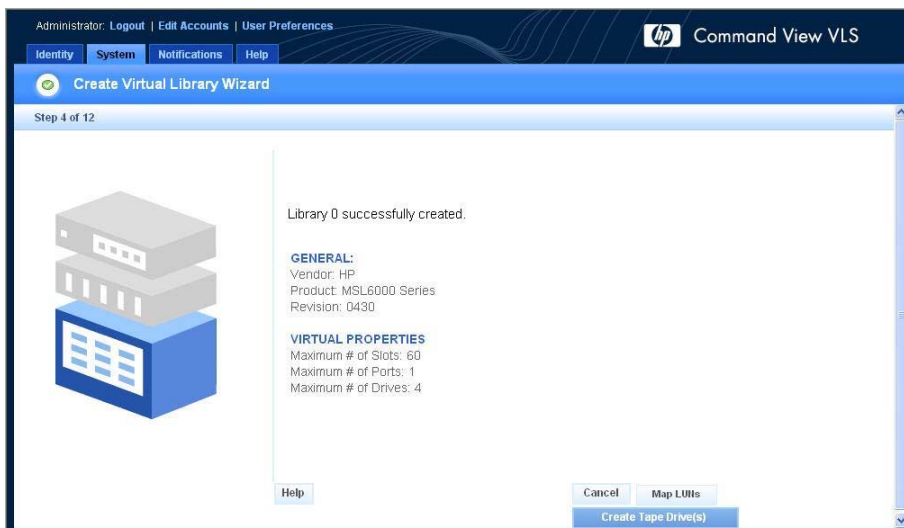 Administrator: Logout | Edit Accounts | User Preferences
hp Command View VLS
Identity System Notifications Help
Create Virtual Library Wizard
Step 4 of 12
Library 0 successfully created.
GENERAL:
Vendor: HP
Product: MSL6000 Series
Revision: 0430
VIRTUAL PROPERTIES
Maximum # of Slots: 60
Maximum # of Ports: 1
Maximum # of Drives: 4
Help Cancel Map LUNs
Create Tape Drive(s)